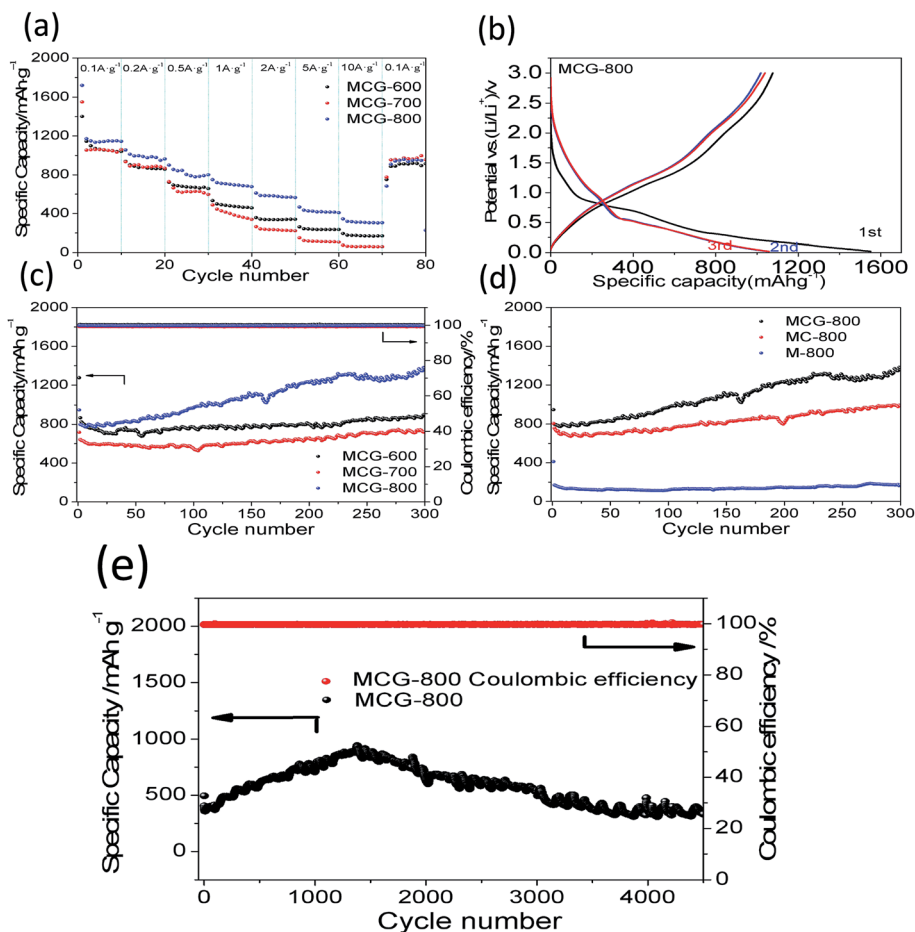 (a)
0.1A·g⁻¹ 0.2A·g⁻¹ 0.5A·g⁻¹ 1A·g⁻¹ 2A·g⁻¹ 5A·g⁻¹ 10A·g⁻¹ 0.1A·g⁻¹
MCG-600
MCG-700
MCG-800
Specific Capacity/mAh·g⁻¹
2000
1600
1200
800
400
0
0 20 40 60 80
Cycle number
(b)
MCG-800
Potential vs.(Li/Li⁺)/v
3.0
2.5
2.0
1.5
1.0
0.5
0.0
1st
3rd 2nd
0 400 800 1200 1600
Specific capacity(mAhg⁻¹)
(c)
Specific Capacity/mAh g⁻¹
2000
1600
1200
800
400
0
MCG-600
MCG-700
MCG-800
100
80
60
40
20
0
Coulombic efficiency/%
0 50 100 150 200 250 300
Cycle number
(d)
Specific Capacity/mAh g⁻¹
2000
1600
1200
800
400
0
MCG-800
MC-800
M-800
0 50 100 150 200 250 300
Cycle number
(e)
Specific Capacity /mAh g⁻¹
2000
1500
1000
500
0
MCG-800 Coulombic efficiency
MCG-800
100
80
60
40
20
0
Coulombic efficiency /%
0 1000 2000 3000 4000
Cycle number